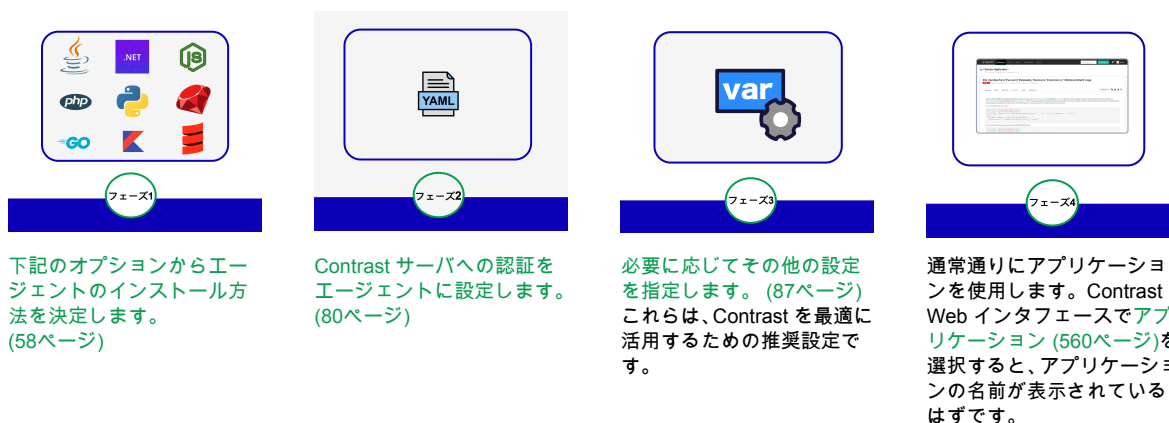 .NET
JS
php
GO
フェーズ1
下記のオプションからエー
ジェントのインストール方
法を決定します。
(58ページ)
YAML
フェーズ2
Contrast サーバへの認証を
エージェントに設定します。
(80ページ)
var
フェーズ3
必要に応じてその他の設定
を指定します。 (87ページ)
これらは、Contrast を最適に
活用するための推奨設定で
す。
フェーズ4
通常通りにアプリケーショ
ンを使用します。Contrast
Web インタフェースでアプ
リケーション (560ページ)を
選択すると、アプリケーショ
ンの名前が表示されている
はずです。